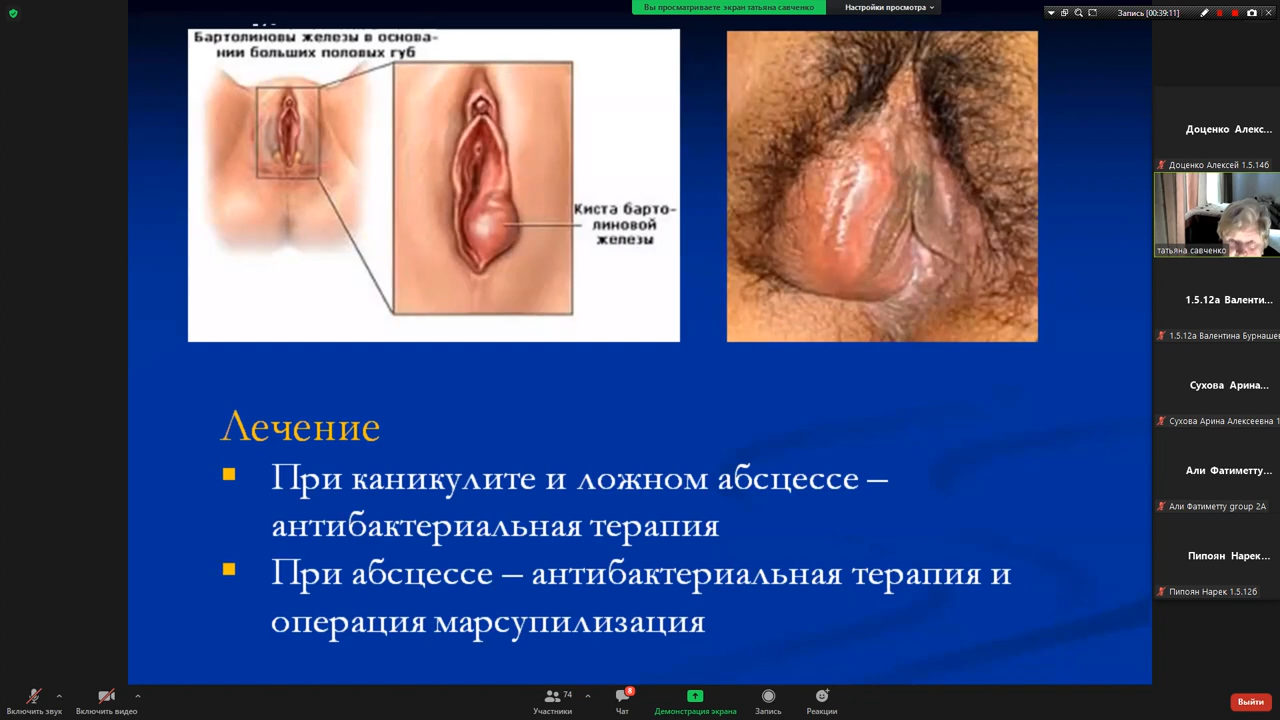 Вы просматриваете экран татьяна савченко
Настройки просмотра
Запись [00:39:11]
Бартолиновы железы в основа-
нии больших половых губ
Киста барто-
линовой
железы
Лечение
При каникулите и ложном абсцессе –
антибактериальная терапия
При абсцессе – антибактериальная терапия и
операция марсупилизация
Доценко Алекс...
Доценко Алексей 1.5.14б
татьяна савченко
1.5.12а Валенти...
1.5.12а Валентина Бурнашев
Сухова Арина...
Сухова Арина Алексеевна 1
Али Фатиметту...
Али Фатиметту group 2A
Пипоян Нарек...
Пипоян Нарек 1.5.12б
Включить звук
Включить видео
74
Участники
8
Чат
Демонстрация экрана
Запись
Реакции
Выйти